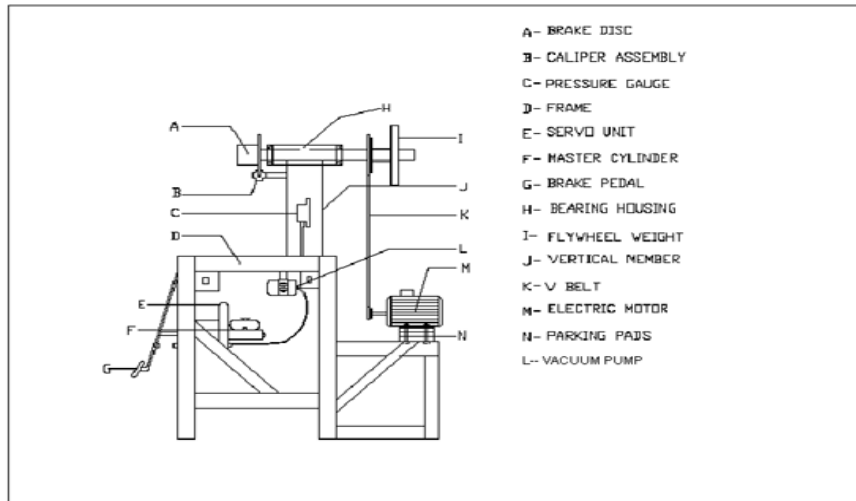 A- BRAKE DISC
B- CALIPER ASSEMBLY
C- PRESSURE GAUGE
D- FRAME
E- SERVO UNIT
F- MASTER CYLINDER
G- BRAKE PEDAL
H- BEARING HOUSING
I- FLYWHEEL WEIGHT
J- VERTICAL MEMBER
K- V BELT
M- ELECTRIC MOTOR
N- PARKING PADS
L-- VACUUM PUMP
H
A
I
B
J
C
K
D
L
M
E
F
N
G